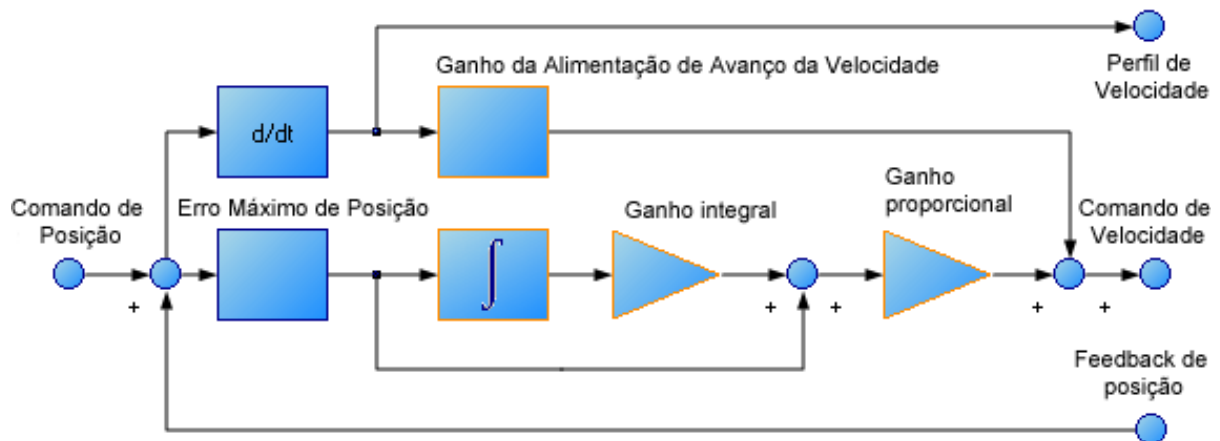 Ganho da Alimentação de Avanço da Velocidade
Perfil de
Velocidade
d/dt
Comando de
Posição
Erro Máximo de Posição
Ganho integral
Ganho
proporcional
Comando de
Velocidade
+
∫
+
+
+
+
Feedback de
posição